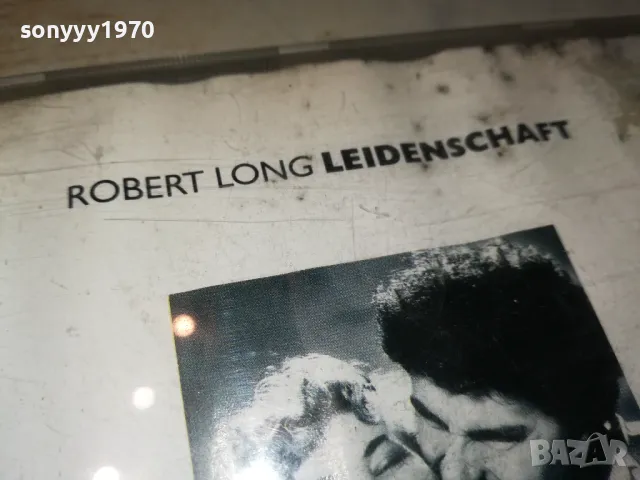 sonyyy1970
ROBERT LONG LEIDENSCHAFT
BAZAR